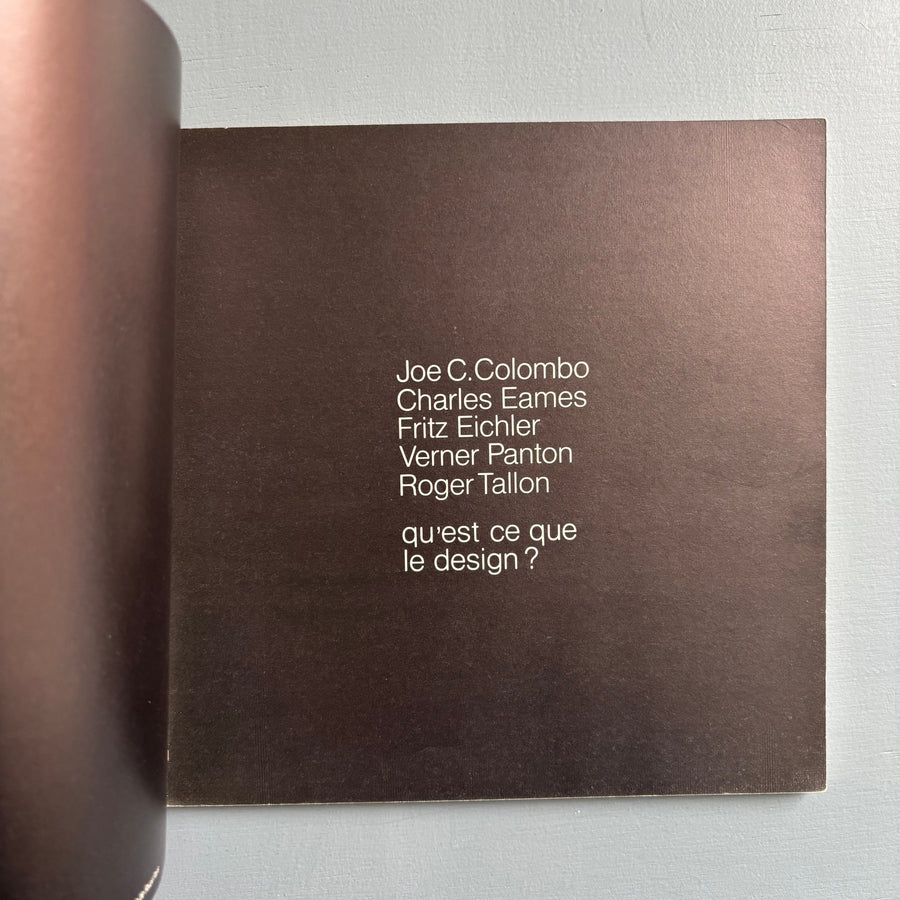 Joe C.Colombo
Charles Eames
Fritz Eichler
Verner Panton
Roger Tallon
qu’est ce que
le design ?